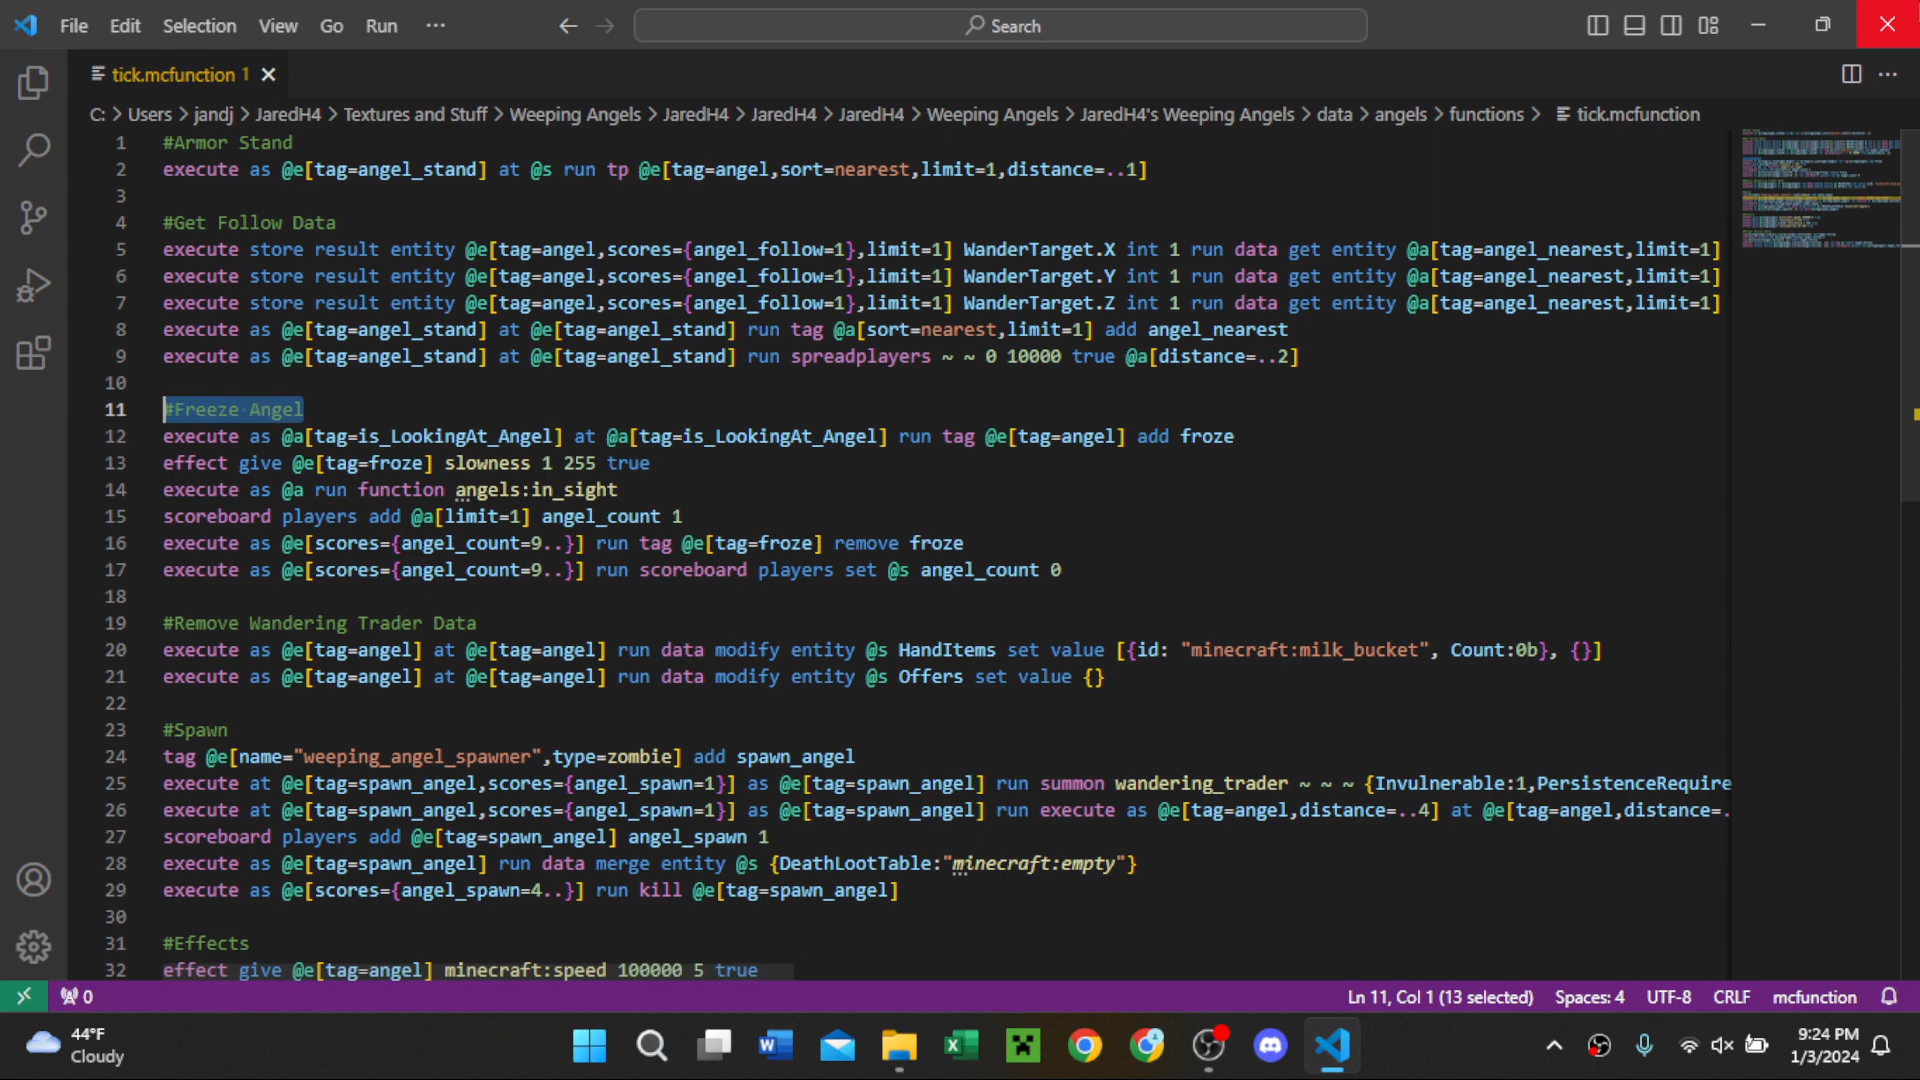 File Edit Selection View Go Run ··· Search
tick.mcfunction 1
C: > Users > jandj > JaredH4 > Textures and Stuff > Weeping Angels > JaredH4 > JaredH4 > JaredH4 > Weeping Angels > JaredH4's Weeping Angels > data > angels > functions > tick.mcfunction
1 #Armor Stand
2 execute as @e[tag=angel_stand] at @s run tp @e[tag=angel,sort=nearest,limit=1,distance=..1]
3
4 #Get Follow Data
5 execute store result entity @e[tag=angel,scores={angel_follow=1},limit=1] WanderTarget.X int 1 run data get entity @a[tag=angel_nearest,limit=1]
6 execute store result entity @e[tag=angel,scores={angel_follow=1},limit=1] WanderTarget.Y int 1 run data get entity @a[tag=angel_nearest,limit=1]
7 execute store result entity @e[tag=angel,scores={angel_follow=1},limit=1] WanderTarget.Z int 1 run data get entity @a[tag=angel_nearest,limit=1]
8 execute as @e[tag=angel_stand] at @e[tag=angel_stand] run tag @a[sort=nearest,limit=1] add angel_nearest
9 execute as @e[tag=angel_stand] at @e[tag=angel_stand] run spreadplayers ~ ~ 0 10000 true @a[distance=..2]
10
11 #Freeze·Angel
12 execute as @a[tag=is_LookingAt_Angel] at @a[tag=is_LookingAt_Angel] run tag @e[tag=angel] add froze
13 effect give @e[tag=froze] slowness 1 255 true
14 execute as @a run function angels:in_sight
15 scoreboard players add @a[limit=1] angel_count 1
16 execute as @e[scores={angel_count=9..}] run tag @e[tag=froze] remove froze
17 execute as @e[scores={angel_count=9..}] run scoreboard players set @s angel_count 0
18
19 #Remove Wandering Trader Data
20 execute as @e[tag=angel] at @e[tag=angel] run data modify entity @s HandItems set value [{id: "minecraft:milk_bucket", Count:0b}, {}]
21 execute as @e[tag=angel] at @e[tag=angel] run data modify entity @s Offers set value {}
22
23 #Spawn
24 tag @e[name="weeping_angel_spawner",type=zombie] add spawn_angel
25 execute at @e[tag=spawn_angel,scores={angel_spawn=1}] as @e[tag=spawn_angel] run summon wandering_trader ~ ~ ~ {Invulnerable:1,PersistenceRequire
26 execute at @e[tag=spawn_angel,scores={angel_spawn=1}] as @e[tag=spawn_angel] run execute as @e[tag=angel,distance=..4] at @e[tag=angel,distance=.
27 scoreboard players add @e[tag=spawn_angel] angel_spawn 1
28 execute as @e[tag=spawn_angel] run data merge entity @s {DeathLootTable:"minecraft:empty"}
29 execute as @e[scores={angel_spawn=4..}] run kill @e[tag=spawn_angel]
30
31 #Effects
32 effect give @e[tag=angel] minecraft:speed 100000 5 true
0 Ln 11, Col 1 (13 selected) Spaces: 4 UTF-8 CRLF mcfunction
44°F
Cloudy
9:24 PM
1/3/2024